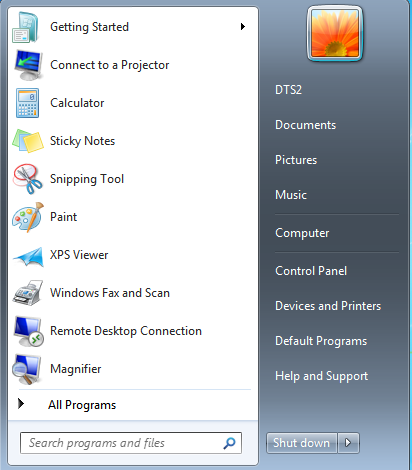 Getting Started
Connect to a Projector
Calculator
Sticky Notes
Snipping Tool
Paint
XPS Viewer
Windows Fax and Scan
Remote Desktop Connection
Magnifier
All Programs
Search programs and files
DTS2
Documents
Pictures
Music
Computer
Control Panel
Devices and Printers
Default Programs
Help and Support
Shut down